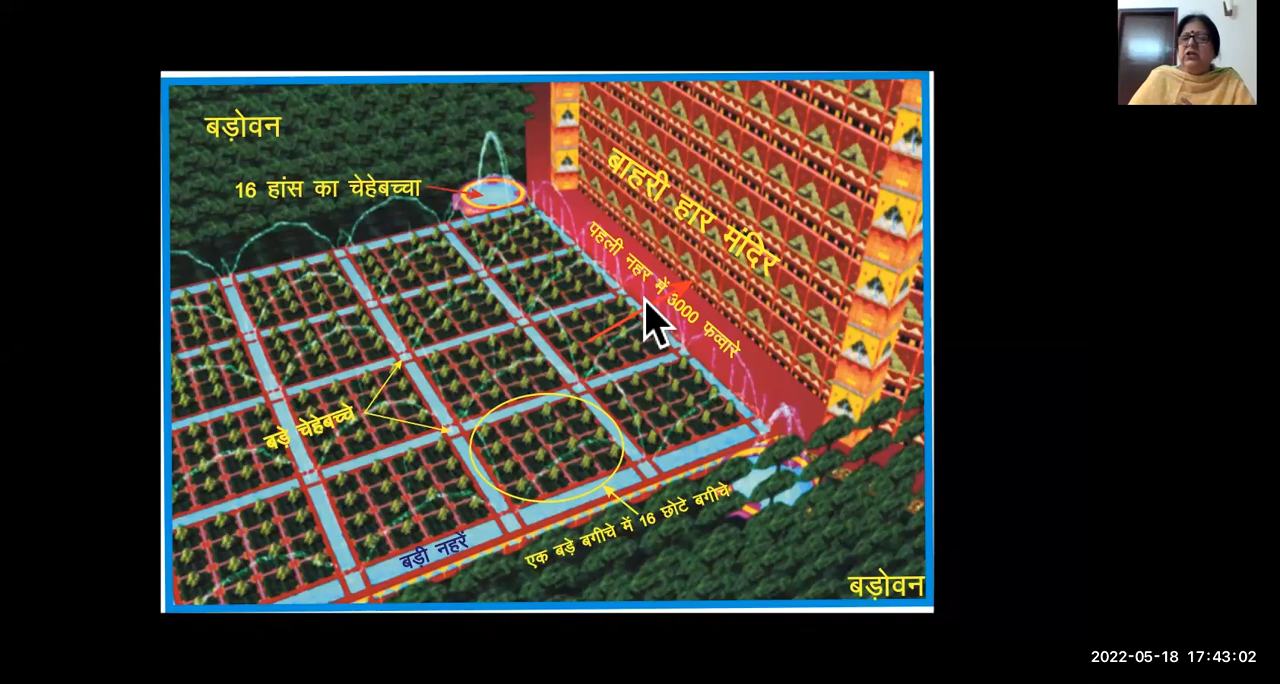 बड़ोवन
16 हांस का चेहेबच्चा
बाहरी हार मंदिर
पहली नहर में 3000 फव्वारे
बड़े चेहेबच्चे
एक बड़े बगीचे में 16 छोटे बगीचे
बड़ी नहरें
बड़ोवन
2022-05-18 17:43:02